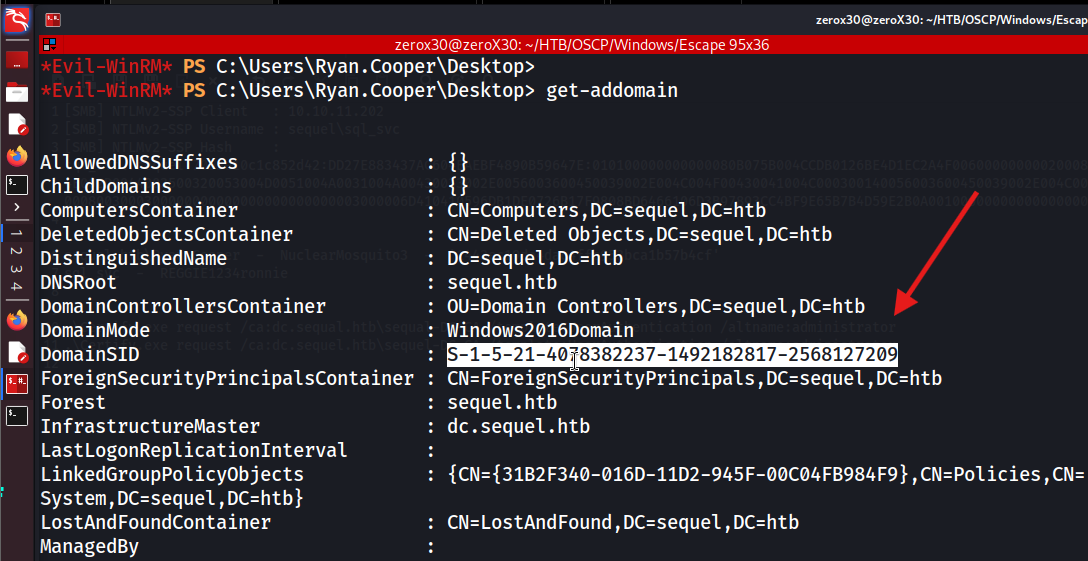 zerox30@zeroX30: ~/HTB/OSCP/Windows/Escape
zerox30@zeroX30: ~/HTB/OSCP/Windows/Escape 95x36
*Evil-WinRM* PS C:\Users\Ryan.Cooper\Desktop>
*Evil-WinRM* PS C:\Users\Ryan.Cooper\Desktop> get-addomain
AllowedDNSSuffixes : {}
ChildDomains : {}
ComputersContainer : CN=Computers,DC=sequel,DC=htb
DeletedObjectsContainer : CN=Deleted Objects,DC=sequel,DC=htb
DistinguishedName : DC=sequel,DC=htb
DNSRoot : sequel.htb
DomainControllersContainer : OU=Domain Controllers,DC=sequel,DC=htb
DomainMode : Windows2016Domain
DomainSID : S-1-5-21-4078382237-1492182817-2568127209
ForeignSecurityPrincipalsContainer : CN=ForeignSecurityPrincipals,DC=sequel,DC=htb
Forest : sequel.htb
InfrastructureMaster : dc.sequel.htb
LastLogonReplicationInterval :
LinkedGroupPolicyObjects : {CN={31B2F340-016D-11D2-945F-00C04FB984F9},CN=Policies,CN=
System,DC=sequel,DC=htb}
LostAndFoundContainer : CN=LostAndFound,DC=sequel,DC=htb
ManagedBy :
1
2
3
4